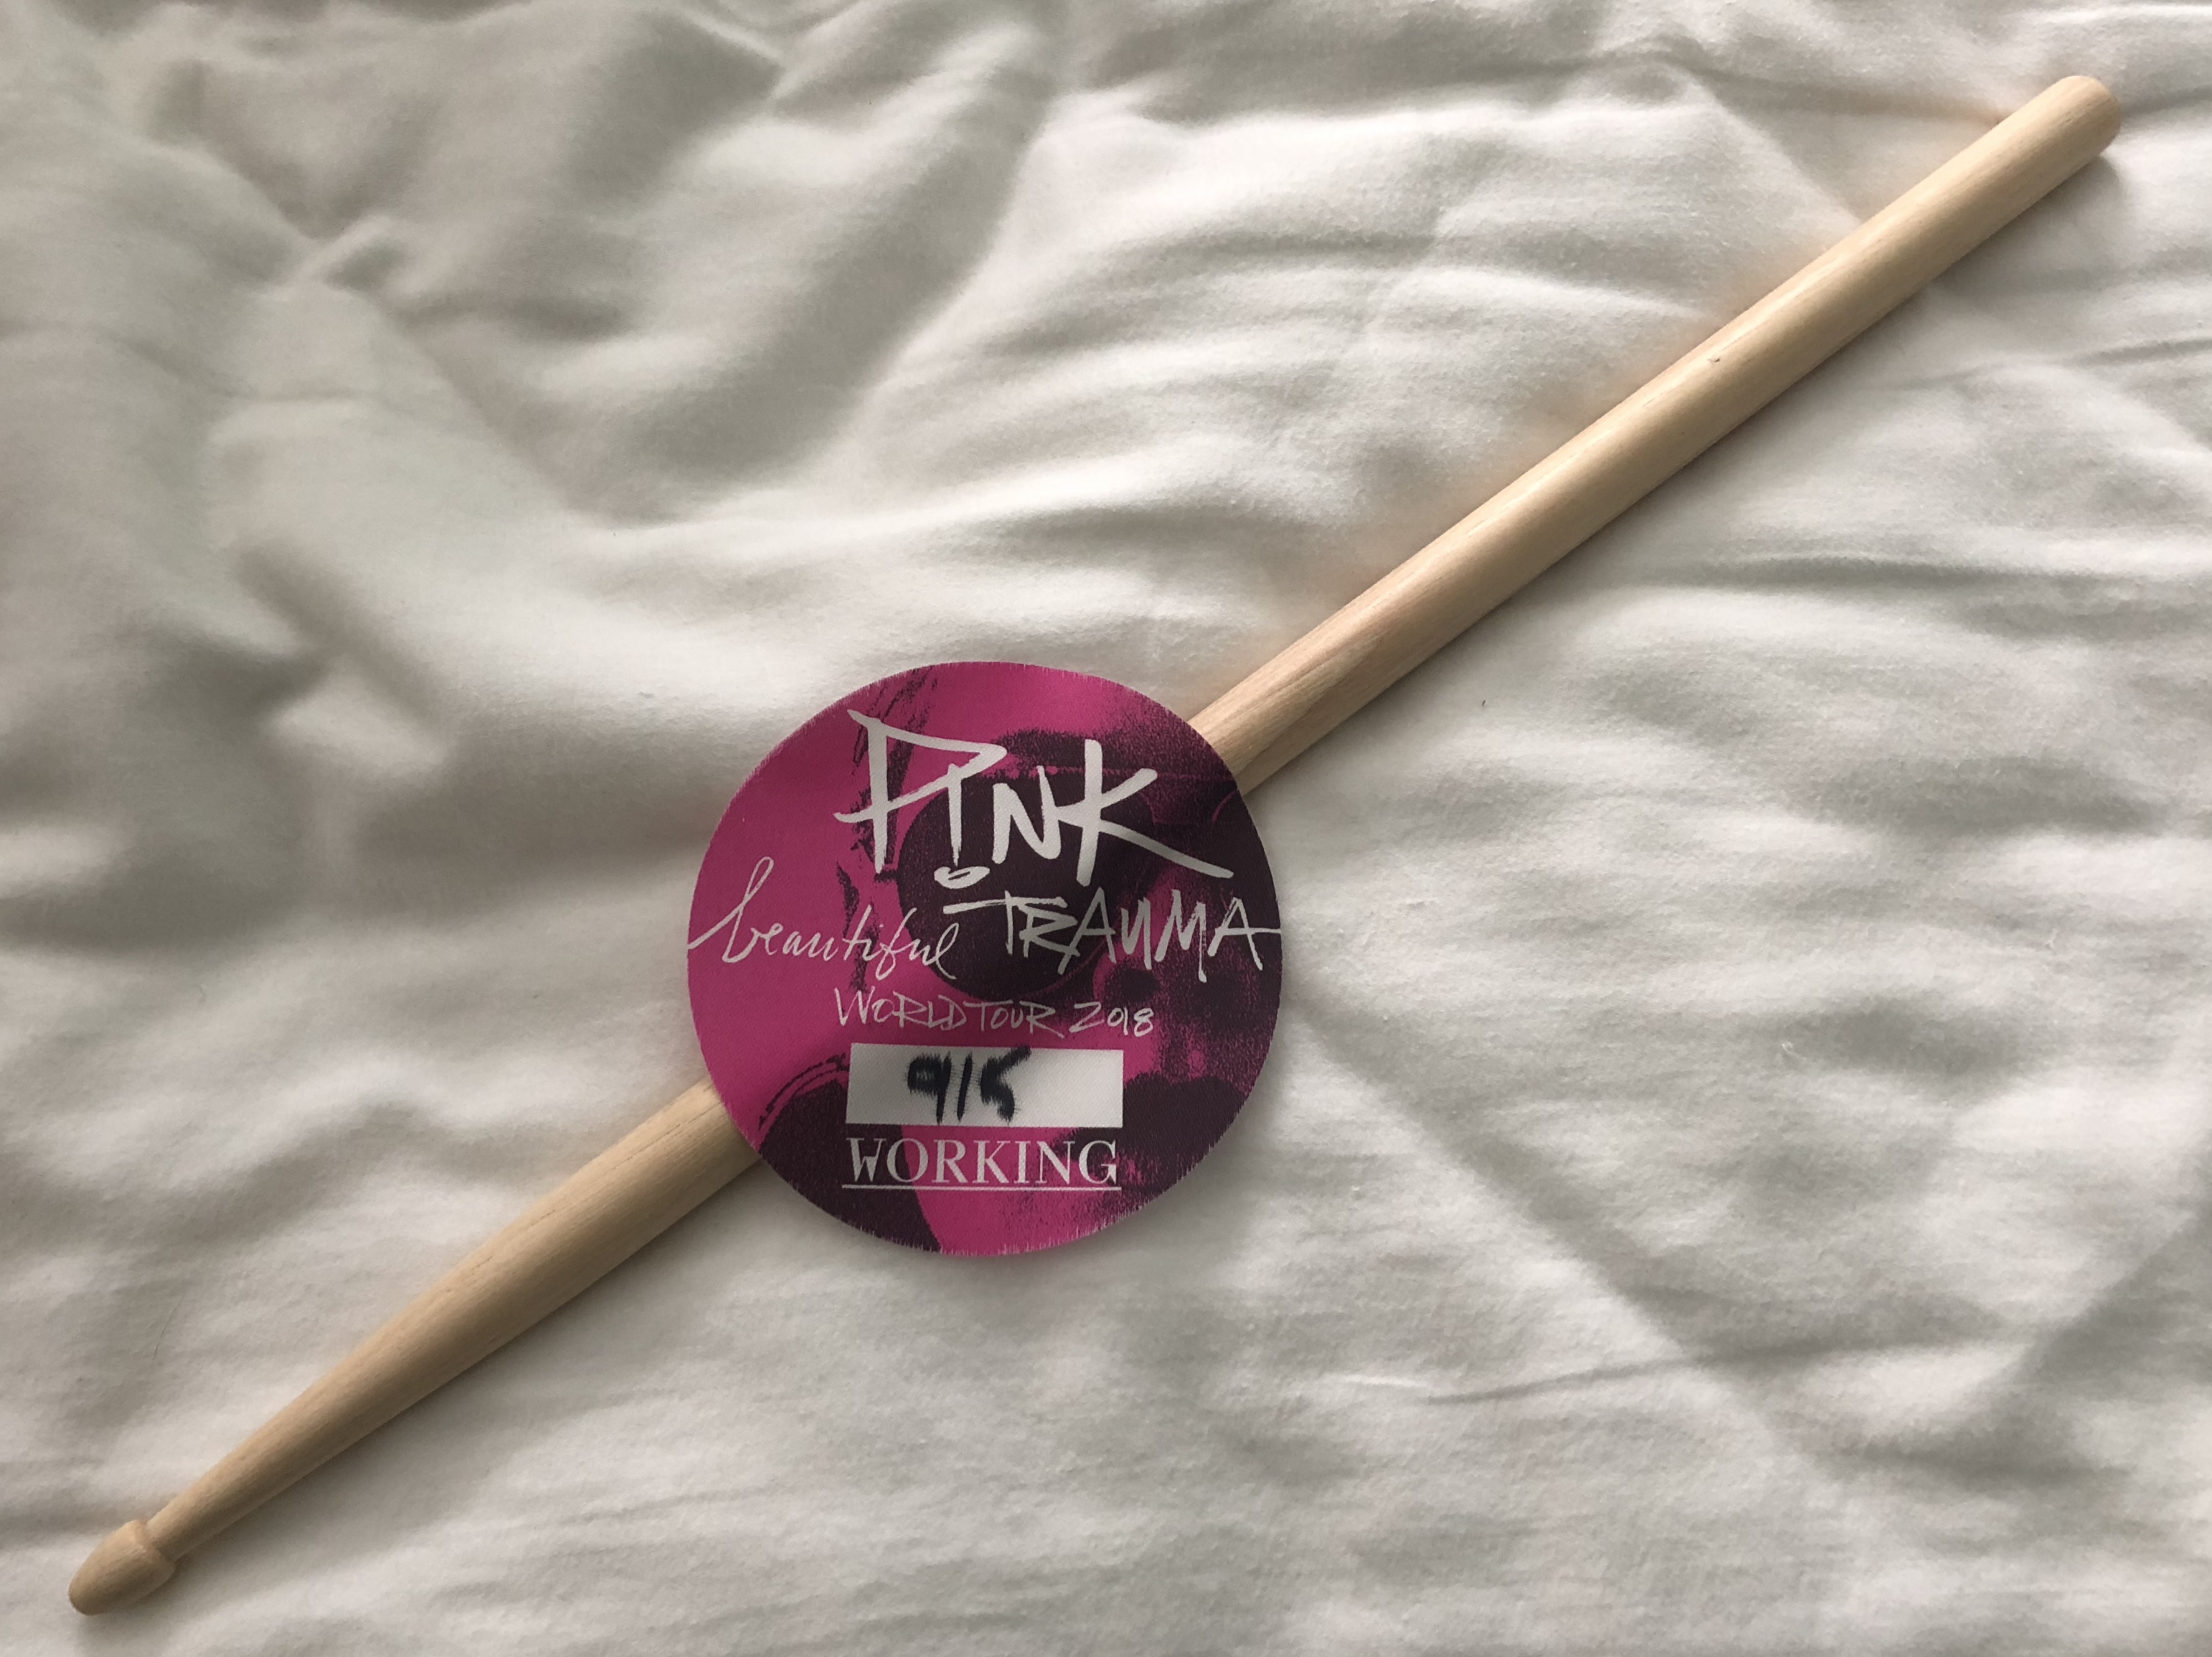 P!NK
beautiful TRAUMA
WORLD TOUR 2018
9/5
WORKING